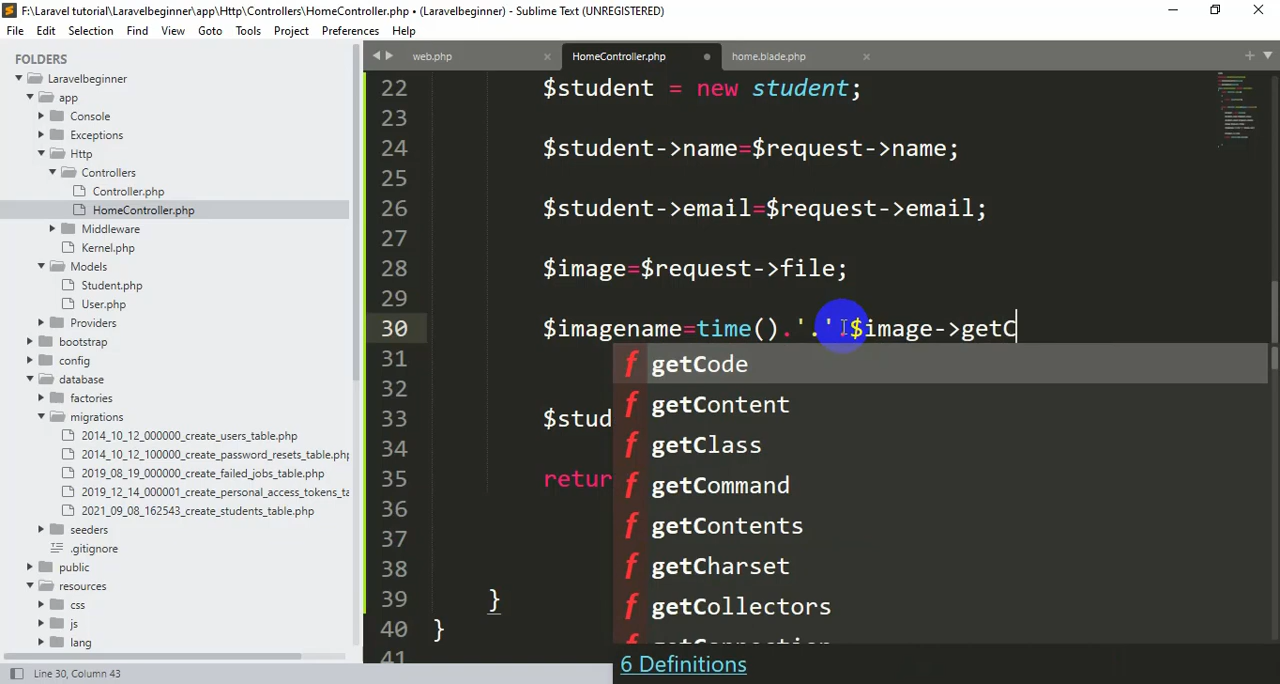 F:\Laravel tutorial\Laravelbeginner\app\Http\Controllers\HomeController.php • (Laravelbeginner) - Sublime Text (UNREGISTERED)
File Edit Selection Find View Goto Tools Project Preferences Help
FOLDERS
Laravelbeginner
app
Console
Exceptions
Http
Controllers
Controller.php
HomeController.php
Middleware
Kernel.php
Models
Student.php
User.php
Providers
bootstrap
config
database
factories
migrations
2014_10_12_000000_create_users_table.php
2014_10_12_100000_create_password_resets_table.php
2019_08_19_000000_create_failed_jobs_table.php
2019_12_14_000001_create_personal_access_tokens_ta
2021_09_08_162543_create_students_table.php
seeders
.gitignore
public
resources
css
js
lang
web.php HomeController.php home.blade.php
22 $student = new student;
23
24 $student->name=$request->name;
25
26 $student->email=$request->email;
27
28 $image=$request->file;
29
30 $imagename=time().'.'.$image->getC
31
32
33 $stud
34
35 retur
36
37
38
39 }
40 }
41
f getCode
f getContent
f getClass
f getCommand
f getContents
f getCharset
f getCollectors
getConnection
6 Definitions
Line 30, Column 43